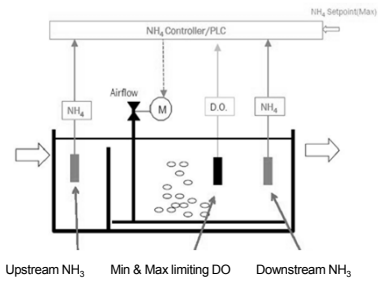 NH₄ Setpoint(Max)
NH₄ Controller/PLC
Airflow
NH₄
M
D.O.
NH₄
Upstream NH₃ Min & Max limiting DO Downstream NH₃